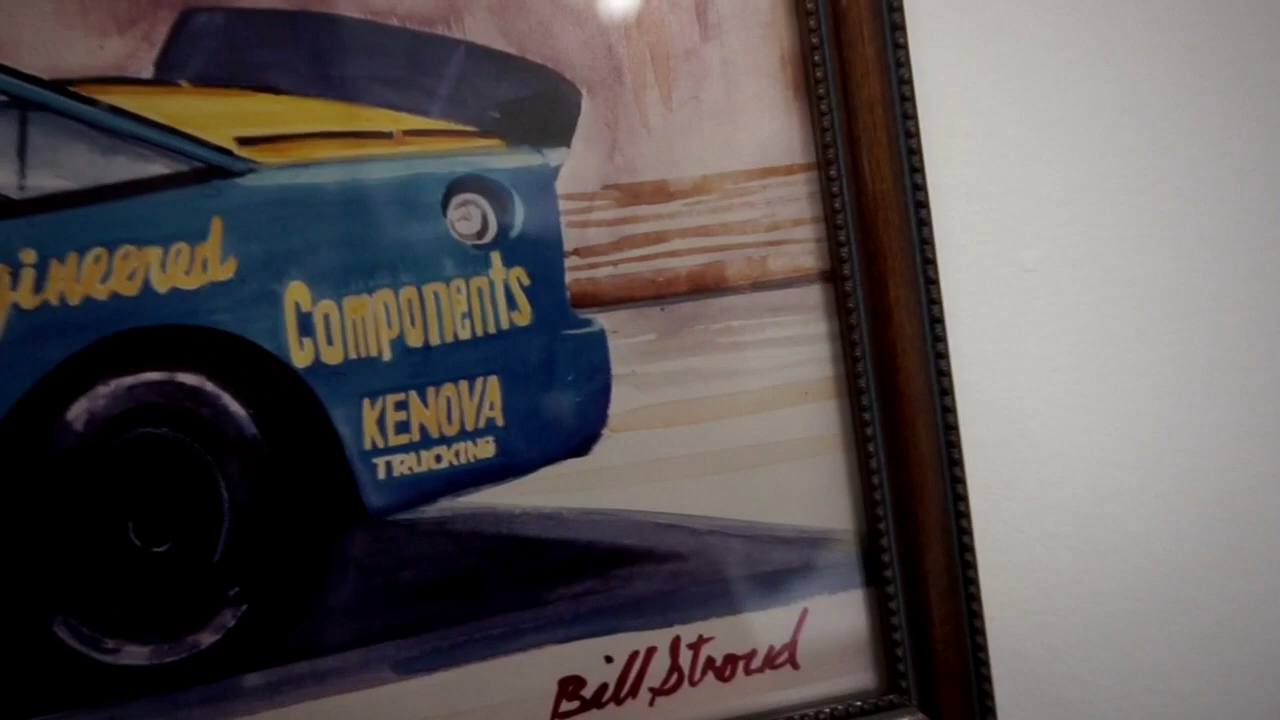 gineered
Components
KENOVA
TRUCKING
Bill Stroud